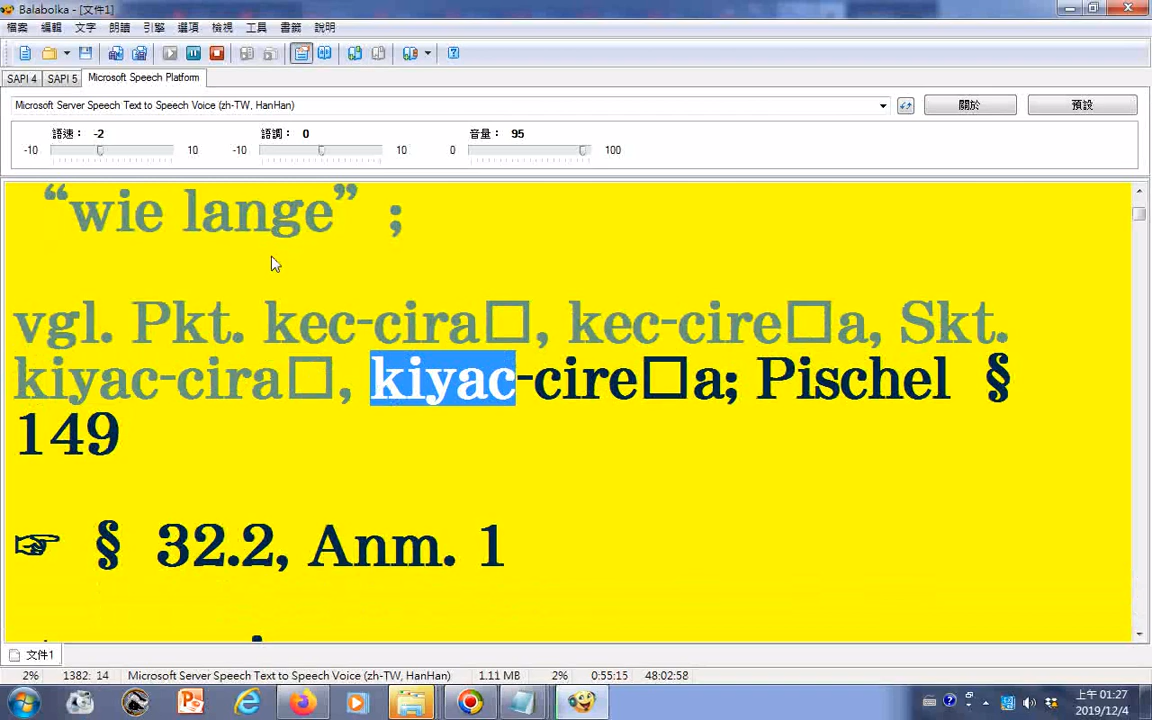 Balabolka - [文件1]
檔案 編輯 文字 朗讀 引擎 選項 檢視 工具 書籤 說明
SAPI 4 SAPI 5 Microsoft Speech Platform
Microsoft Server Speech Text to Speech Voice (zh-TW, HanHan) 關於 預設
語速： -2 語調： 0 音量： 95
-10 10 -10 10 0 100
“wie lange” ;
vgl. Pkt. kec-cira□, kec-cire□a, Skt.
kiyac-cira□, kiyac-cire□a; Pischel §
149
☞ § 32.2, Anm. 1
文件1
2% 1382: 14 Microsoft Server Speech Text to Speech Voice (zh-TW, HanHan) 1.11 MB 2% 0:55:15 48:02:58
上午 01:27
2019/12/4